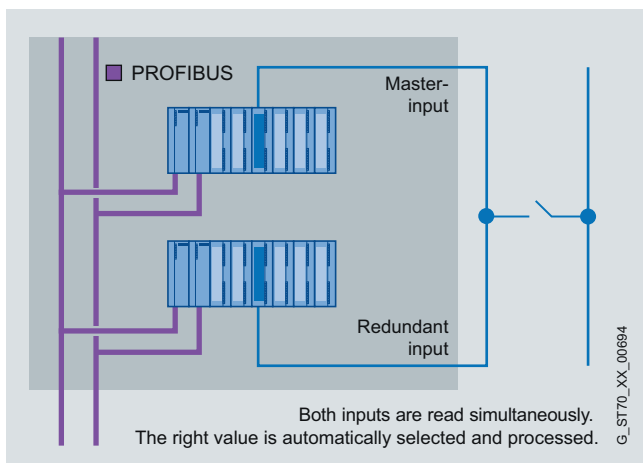 PROFIBUS
Master-
input
Redundant
input
Both inputs are read simultaneously.
The right value is automatically selected and processed.
G_ST70_XX_00694